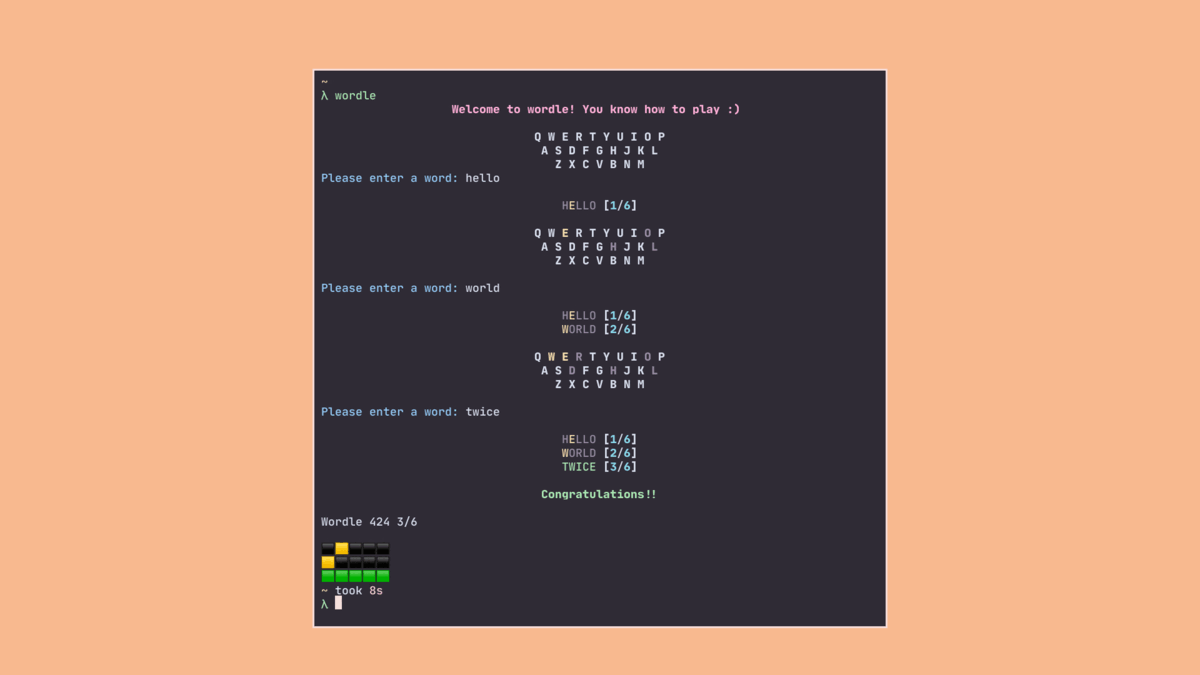 ~
λ wordle
Welcome to wordle! You know how to play :)
Q W E R T Y U I O P
A S D F G H J K L
Z X C V B N M
Please enter a word: hello
HELLO [1/6]
Q W E R T Y U I O P
A S D F G H J K L
Z X C V B N M
Please enter a word: world
HELLO [1/6]
WORLD [2/6]
Q W E R T Y U I O P
A S D F G H J K L
Z X C V B N M
Please enter a word: twice
HELLO [1/6]
WORLD [2/6]
TWICE [3/6]
Congratulations!!
Wordle 424 3/6
~ took 8s
λ